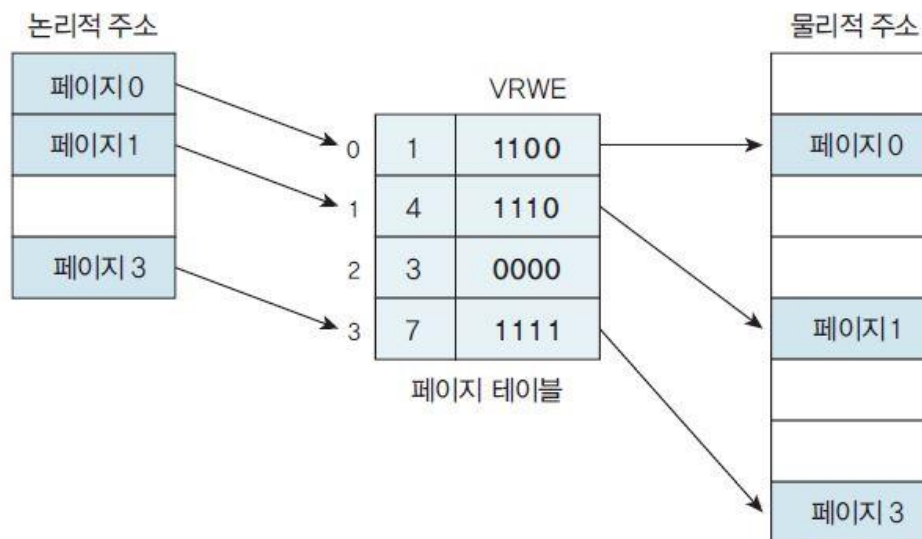 논리적 주소
페이지 0
페이지 1
페이지 3
VRWE
0 1 1100
1 4 1110
2 3 0000
3 7 1111
페이지 테이블
물리적 주소
페이지 0
페이지 1
페이지 3